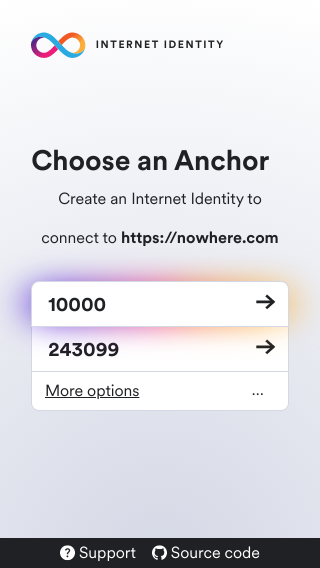 INTERNET IDENTITY
Choose an Anchor
Create an Internet Identity to
connect to https://nowhere.com
10000
243099
More options ...
Support Source code